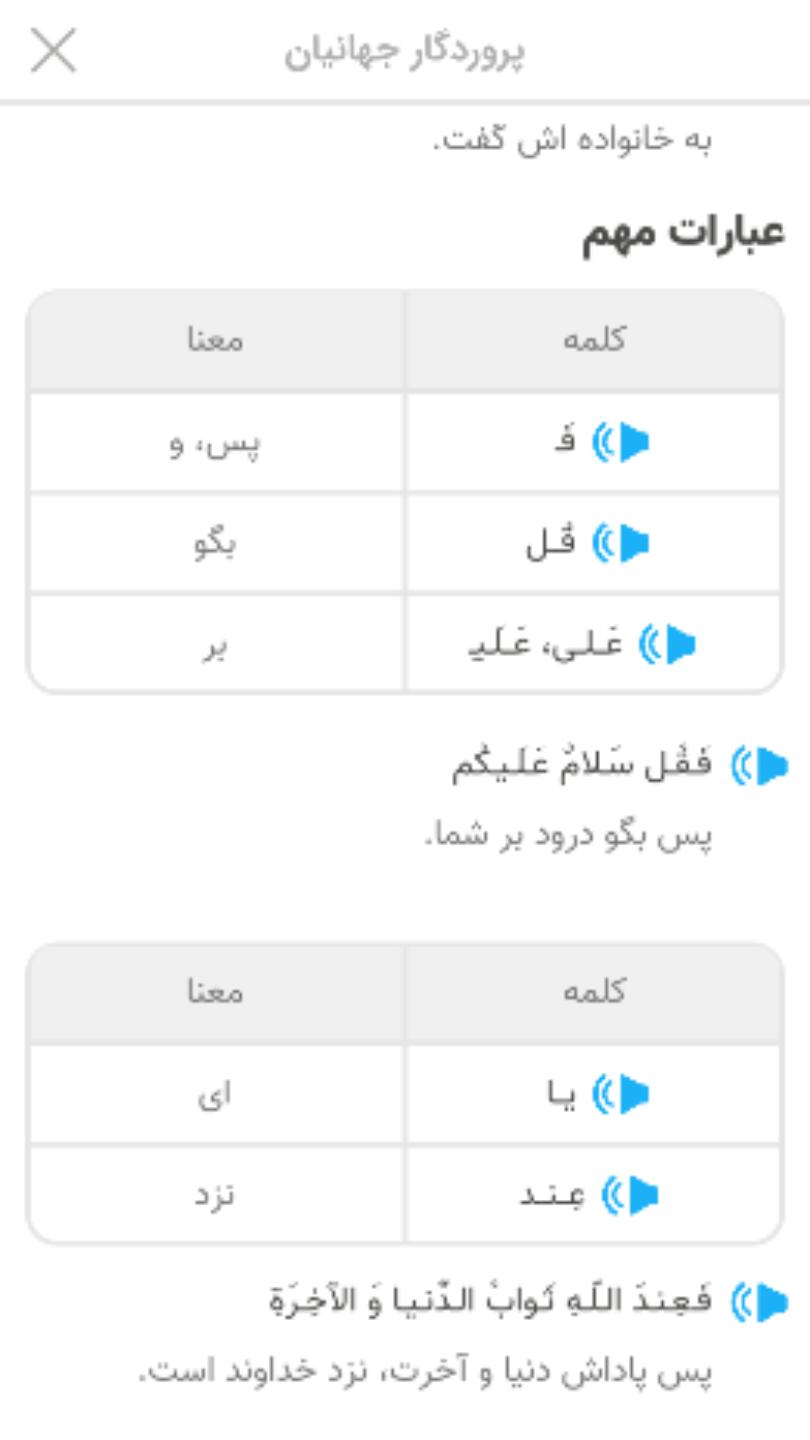 پروردگار جهانیان
به خانواده اش گفت.
عبارات مهم
کلمه معنا
فَـ پس، و
قُل بگو
عَلی، عَلَیـ بر
فَقُل سَلامٌ عَلَیکُم
پس بگو درود بر شما.
کلمه معنا
یا ای
عِند نزد
فَعِندَ اللّهِ ثَوابُ الدُّنیا وَ الآخِرَةِ
پس پاداش دنیا و آخرت، نزد خداوند است.